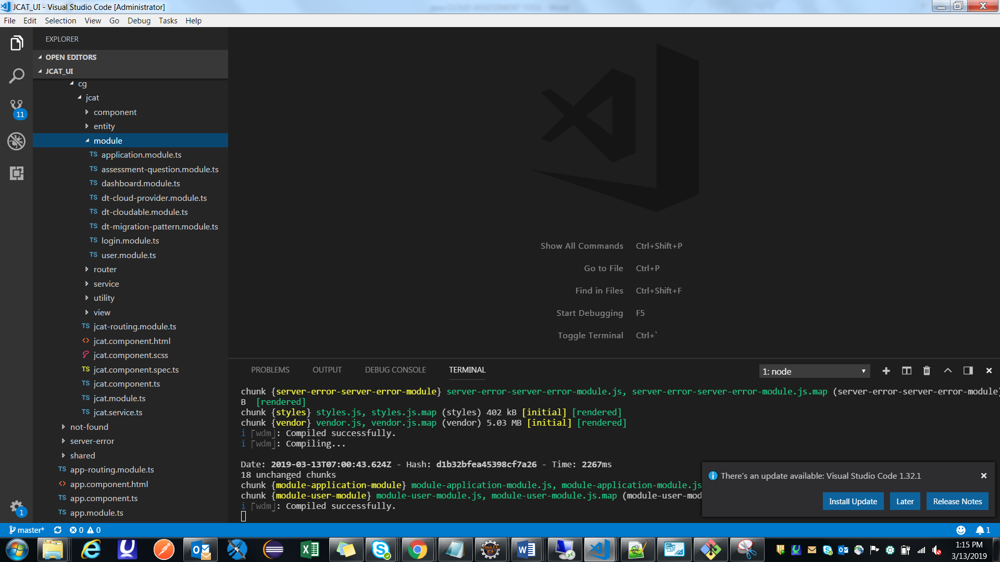 JCAT_UI - Visual Studio Code [Administrator]
File Edit Selection View Go Debug Tasks Help
EXPLORER
OPEN EDITORS
JCAT_UI
cg
jcat
component
entity
module
TS application.module.ts
TS assessment-question.module.ts
TS dashboard.module.ts
TS dt-cloud-provider.module.ts
TS dt-cloudable.module.ts
TS dt-migration-pattern.module.ts
TS login.module.ts
TS user.module.ts
router
service
utility
view
TS jcat-routing.module.ts
<> jcat.component.html
jcat.component.scss
TS jcat.component.spec.ts
TS jcat.component.ts
TS jcat.module.ts
TS jcat.service.ts
not-found
server-error
shared
TS app-routing.module.ts
<> app.component.html
TS app.component.ts
TS app.module.ts
11
1
Show All Commands Ctrl+Shift+P
Go to File Ctrl+P
Find in Files Ctrl+Shift+F
Start Debugging F5
Toggle Terminal Ctrl+`
PROBLEMS OUTPUT DEBUG CONSOLE TERMINAL
1: node
chunk {server-error-server-error-module} server-error-server-error-module.js, server-error-server-error-module.js.map (server-error-server-error-module)
B [rendered]
chunk {styles} styles.js, styles.js.map (styles) 402 kB [initial] [rendered]
chunk {vendor} vendor.js, vendor.js.map (vendor) 5.03 MB [initial] [rendered]
i ｢wdm｣: Compiled successfully.
i ｢wdm｣: Compiling...
Date: 2019-03-13T07:00:43.624Z - Hash: d1b32bfea45398cf7a26 - Time: 2267ms
18 unchanged chunks
chunk {module-application-module} module-application-module.js, module-application-module.js
chunk {module-user-module} module-user-module.js, module-user-module.js.map (module-user-mod
i ｢wdm｣: Compiled successfully.
There's an update available: Visual Studio Code 1.32.1
Install Update Later Release Notes
master* 0 0 1
1:15 PM
3/13/2019